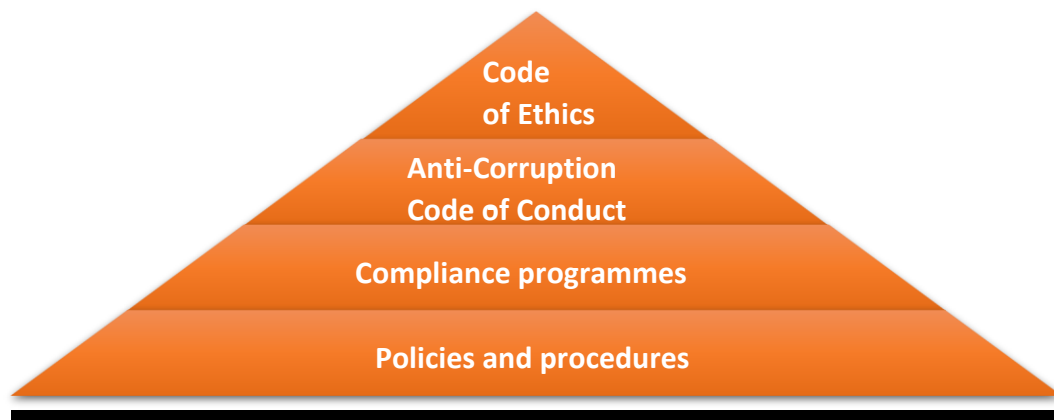 Code
of Ethics
Anti-Corruption
Code of Conduct
Compliance programmes
Policies and procedures